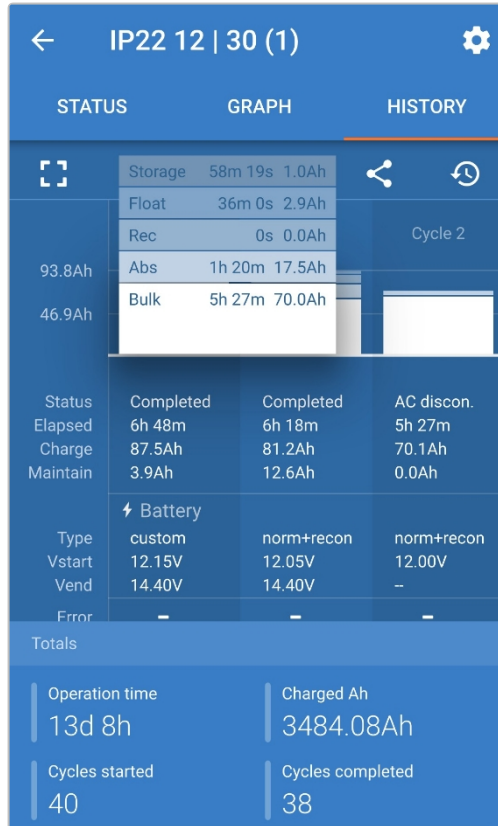 IP22 12 | 30 (1)
STATUS GRAPH HISTORY
Storage 58m 19s 1.0Ah
Float 36m 0s 2.9Ah
Rec 0s 0.0Ah
Abs 1h 20m 17.5Ah
Bulk 5h 27m 70.0Ah
Cycle 2
93.8Ah
46.9Ah
Status Completed Completed AC discon.
Elapsed 6h 48m 6h 18m 5h 27m
Charge 87.5Ah 81.2Ah 70.1Ah
Maintain 3.9Ah 12.6Ah 0.0Ah
Battery
Type custom norm+recon norm+recon
Vstart 12.15V 12.05V 12.00V
Vend 14.40V 14.40V --
Error – –  –
Totals
Operation time Charged Ah
13d 8h 3484.08Ah
Cycles started Cycles completed
40 38